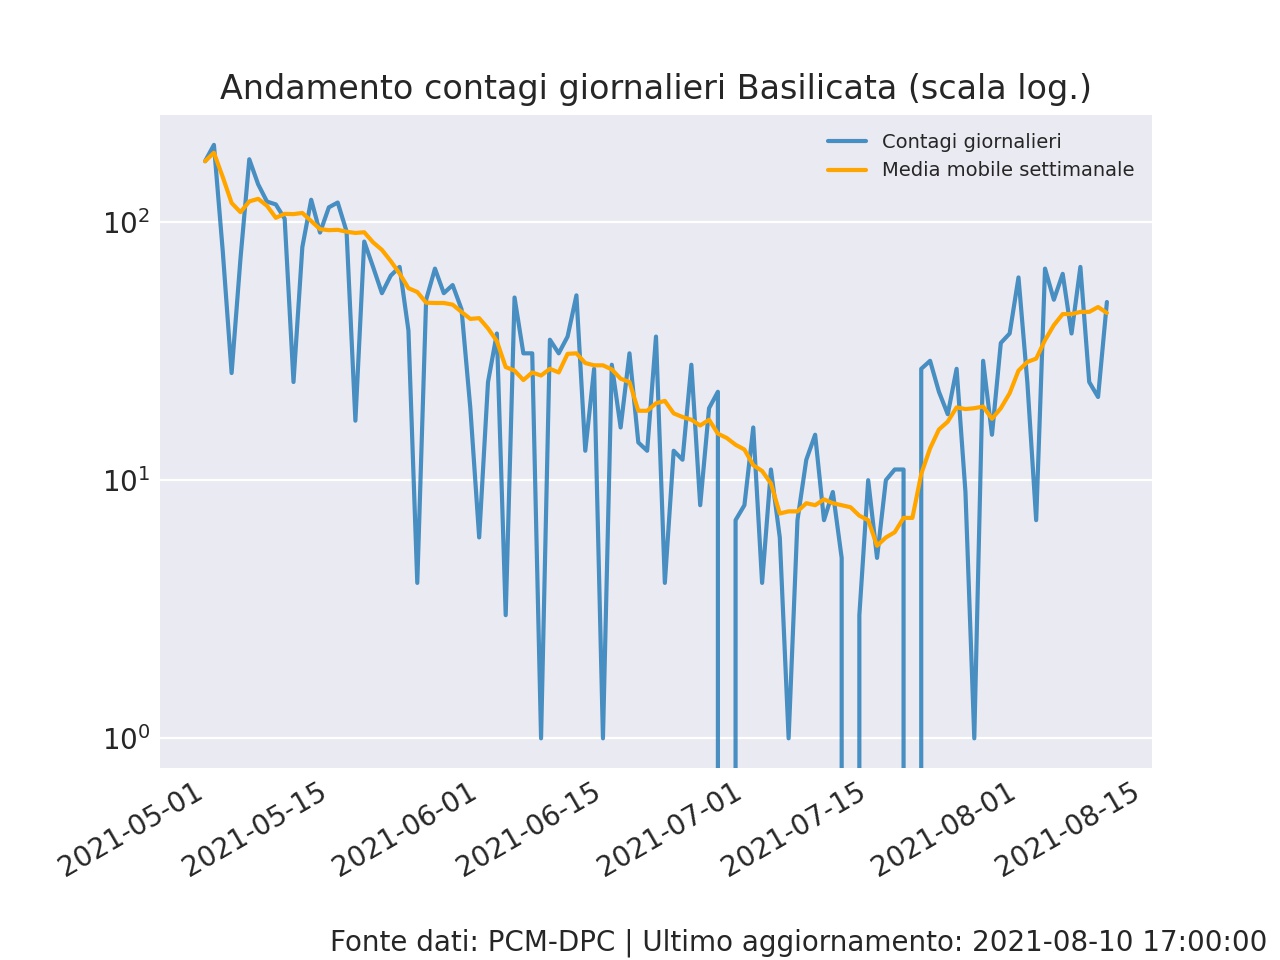 Andamento contagi giornalieri Basilicata (scala log.)
Contagi giornalieri
Media mobile settimanale
10²
10¹
10⁰
2021-05-01
2021-05-15
2021-06-01
2021-06-15
2021-07-01
2021-07-15
2021-08-01
2021-08-15
Fonte dati: PCM-DPC | Ultimo aggiornamento: 2021-08-10 17:00:00